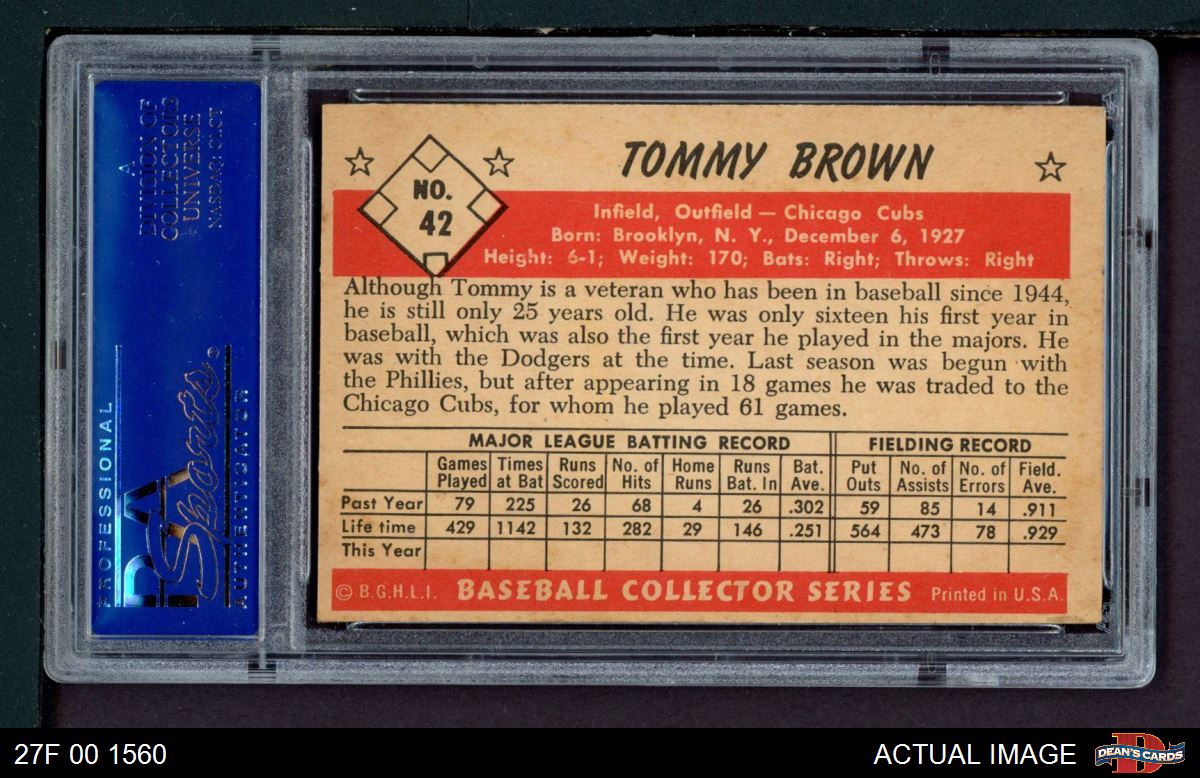 A
DIVISION OF
COLLECTORS
UNIVERSE
NASDAQ: CLCT
PROFESSIONAL
PSA
Sports
AUTHENTICATOR
NO.
42
TOMMY BROWN
Infield, Outfield — Chicago Cubs
Born: Brooklyn, N. Y., December 6, 1927
Height: 6-1; Weight: 170; Bats: Right; Throws: Right
Although Tommy is a veteran who has been in baseball since 1944,
he is still only 25 years old. He was only sixteen his first year in
baseball, which was also the first year he played in the majors. He
was with the Dodgers at the time. Last season was begun with
the Phillies, but after appearing in 18 games he was traded to the
Chicago Cubs, for whom he played 61 games.
MAJOR LEAGUE BATTING RECORD FIELDING RECORD
Games Times Runs No. of Home Runs Bat. Put No. of No. of Field.
Played at Bat Scored Hits Runs Bat. In Ave. Outs Assists Errors Ave.
Past Year 79 225 26 68 4 26 .302 59 85 14 .911
Life time 429 1142 132 282 29 146 .251 564 473 78 .929
This Year
© B.G.H.L.I. BASEBALL COLLECTOR SERIES Printed in U.S.A.
27F 00 1560 ACTUAL IMAGE DEAN'S CARDS